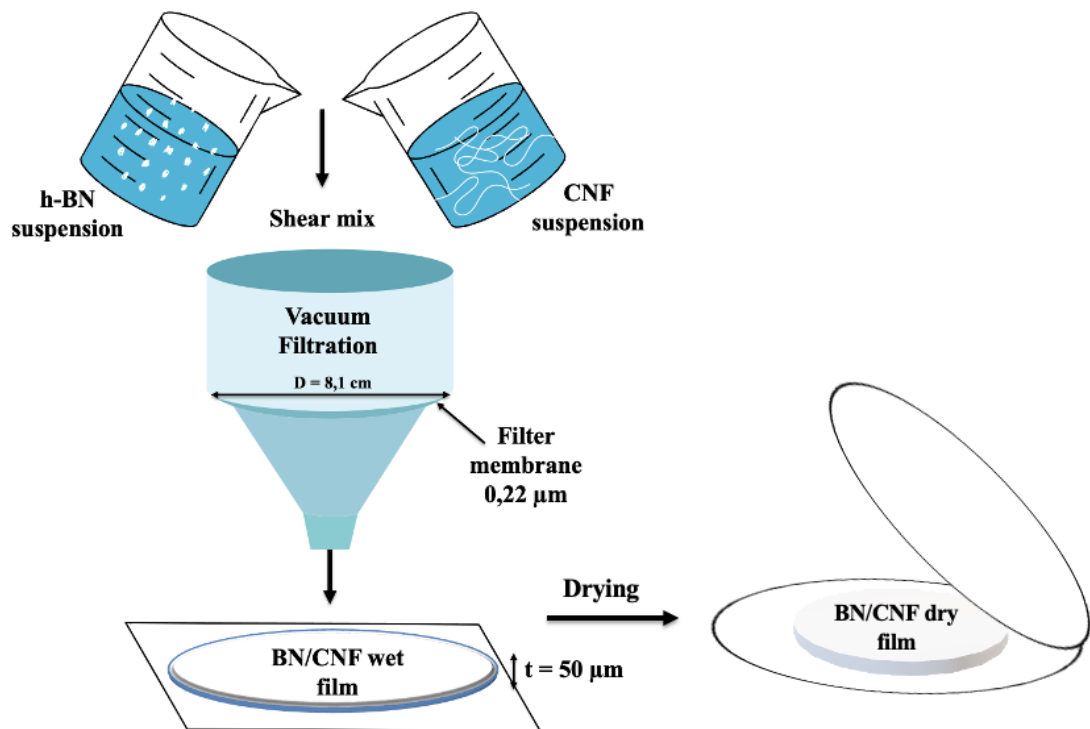 h-BN
suspension
CNF
suspension
Shear mix
Vacuum
Filtration
D = 8,1 cm
Filter
membrane
0,22 µm
BN/CNF wet
film
t = 50 µm
Drying
BN/CNF dry
film